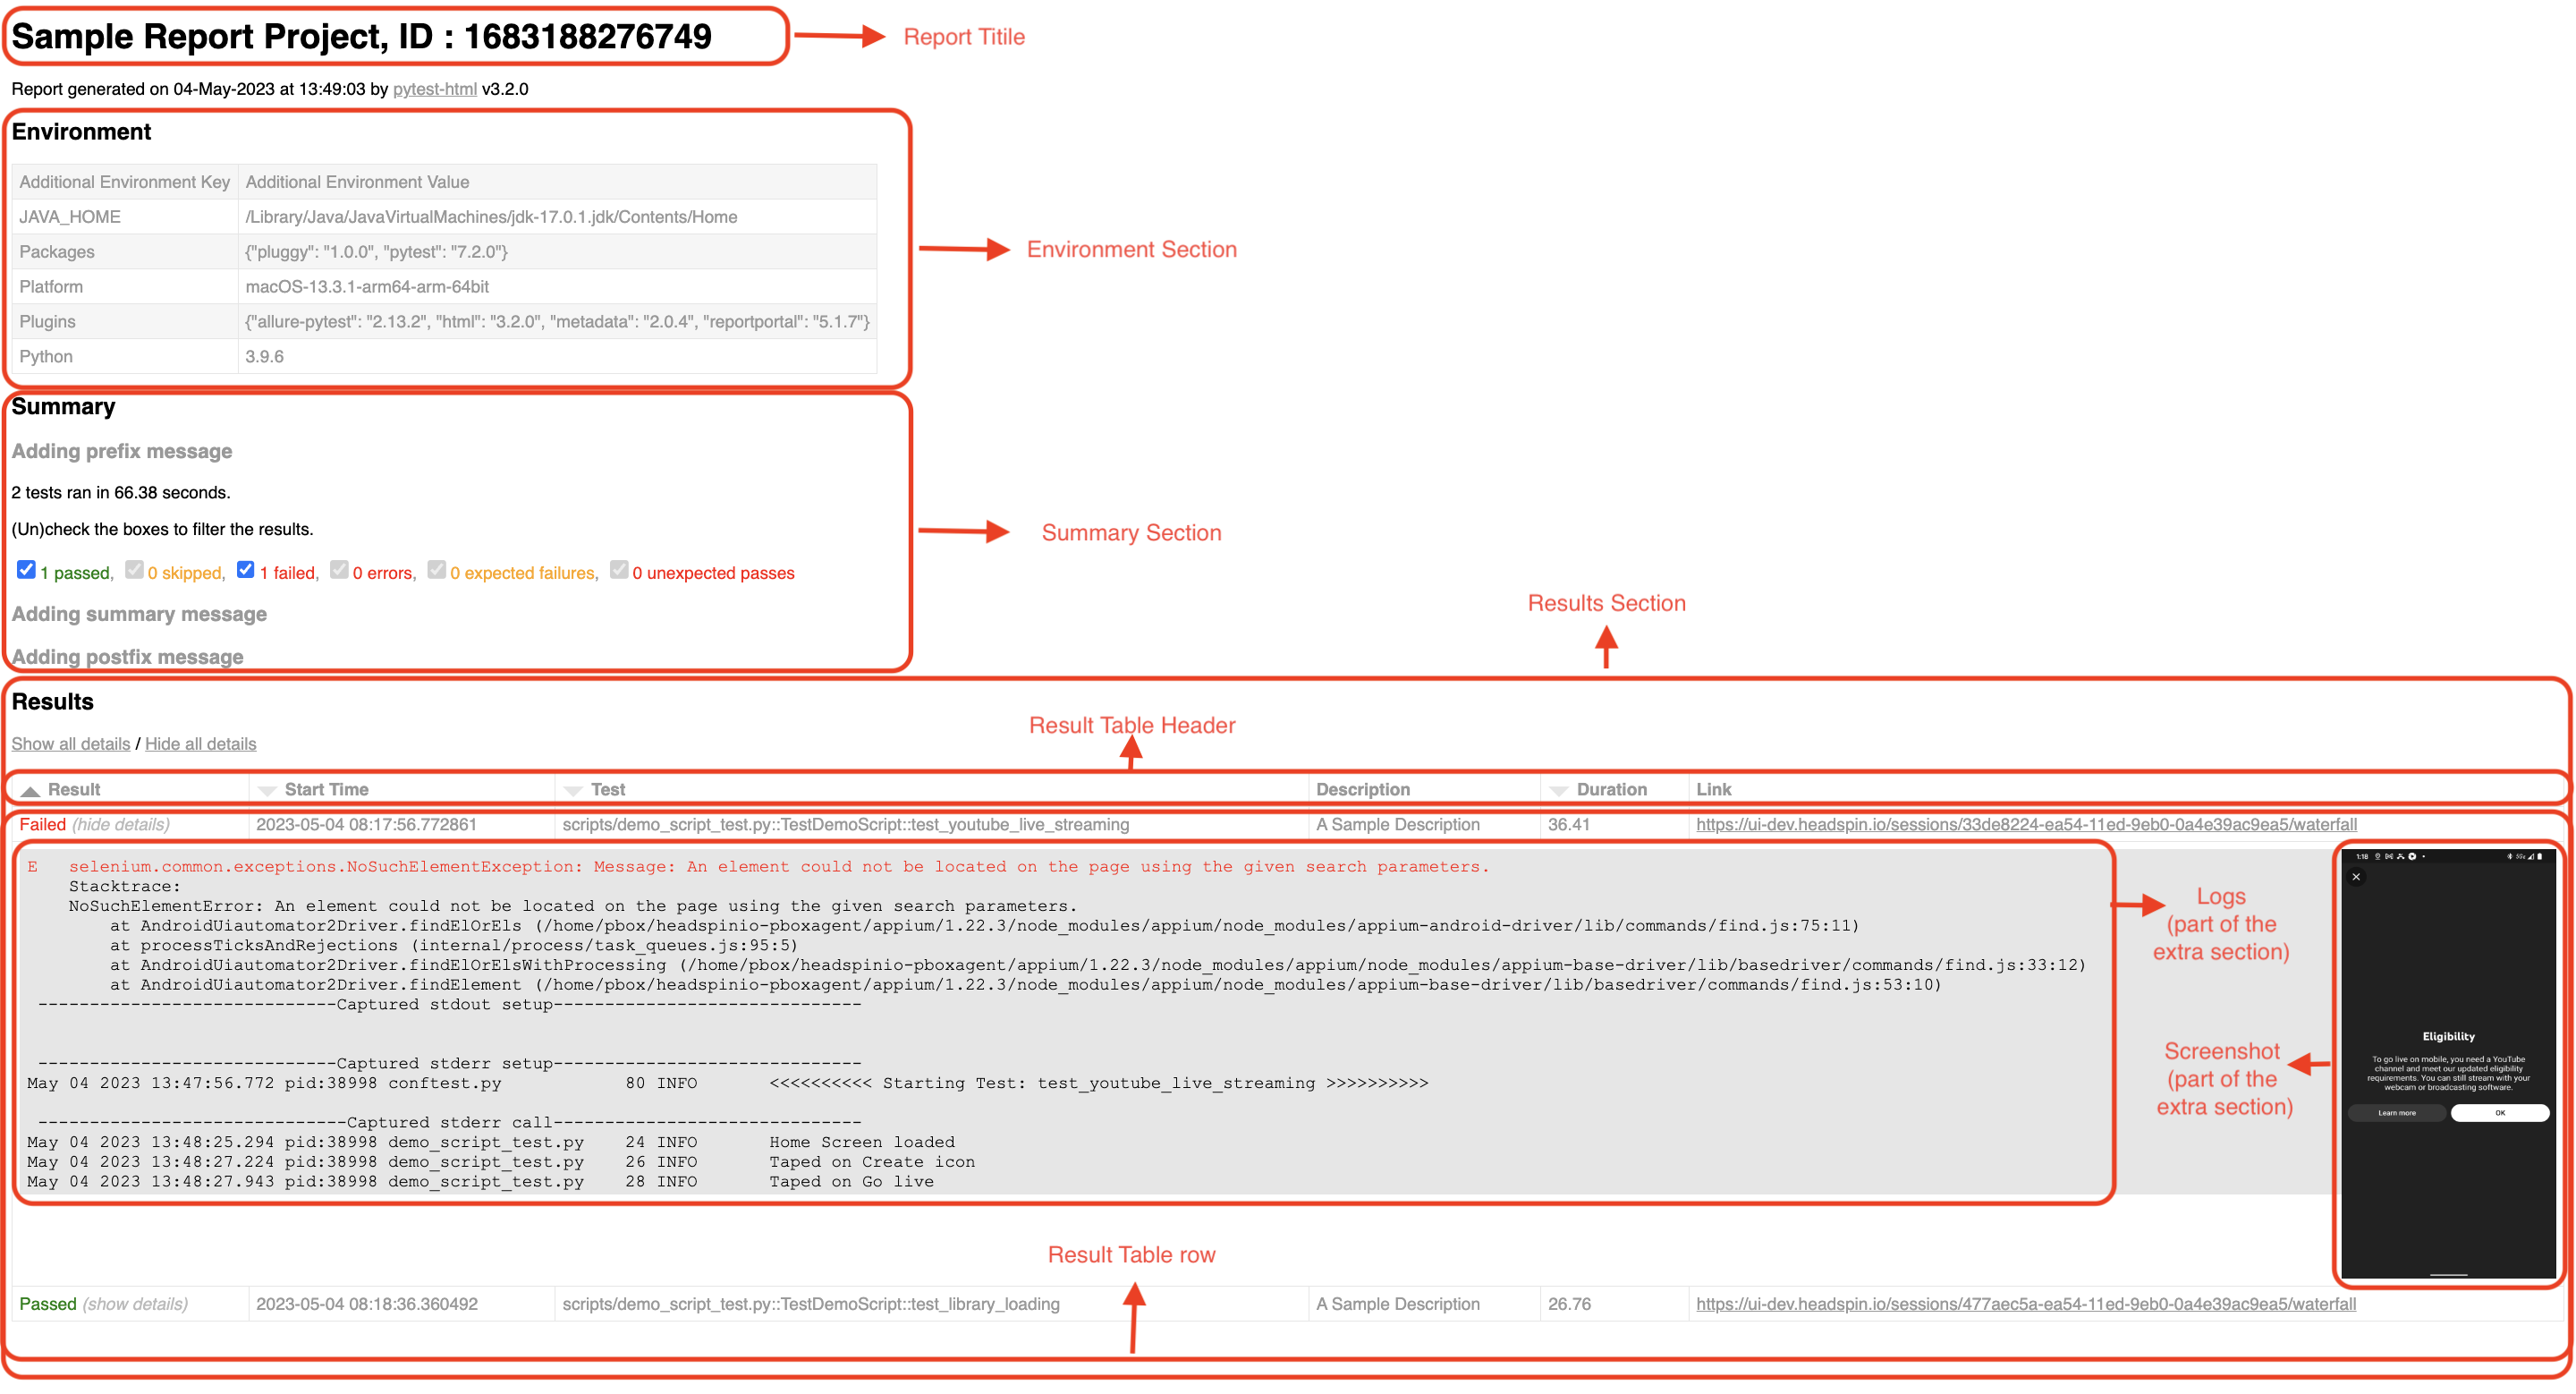 Sample Report Project, ID : 1683188276749
Report Titile
Report generated on 04-May-2023 at 13:49:03 by pytest-html v3.2.0
Environment
Additional Environment Key Additional Environment Value
JAVA_HOME /Library/Java/JavaVirtualMachines/jdk-17.0.1.jdk/Contents/Home
Packages {"pluggy": "1.0.0", "pytest": "7.2.0"}
Platform macOS-13.3.1-arm64-arm-64bit
Plugins {"allure-pytest": "2.13.2", "html": "3.2.0", "metadata": "2.0.4", "reportportal": "5.1.7"}
Python 3.9.6
Environment Section
Summary
Adding prefix message
2 tests ran in 66.38 seconds.
(Un)check the boxes to filter the results.
1 passed, 0 skipped, 1 failed, 0 errors, 0 expected failures, 0 unexpected passes
Adding summary message
Adding postfix message
Summary Section
Results Section
Results
Show all details / Hide all details
Result Table Header
Result Start Time Test Description Duration Link
Failed (hide details) 2023-05-04 08:17:56.772861 scripts/demo_script_test.py::TestDemoScript::test_youtube_live_streaming A Sample Description 36.41 https://ui-dev.headspin.io/sessions/33de8224-ea54-11ed-9eb0-0a4e39ac9ea5/waterfall
E selenium.common.exceptions.NoSuchElementException: Message: An element could not be located on the page using the given search parameters.
Stacktrace:
NoSuchElementError: An element could not be located on the page using the given search parameters.
at AndroidUiautomator2Driver.findElOrEls (/home/pbox/headspinio-pboxagent/appium/1.22.3/node_modules/appium/node_modules/appium-android-driver/lib/commands/find.js:75:11)
at processTicksAndRejections (internal/process/task_queues.js:95:5)
at AndroidUiautomator2Driver.findElOrElsWithProcessing (/home/pbox/headspinio-pboxagent/appium/1.22.3/node_modules/appium/node_modules/appium-base-driver/lib/basedriver/commands/find.js:33:12)
at AndroidUiautomator2Driver.findElement (/home/pbox/headspinio-pboxagent/appium/1.22.3/node_modules/appium/node_modules/appium-base-driver/lib/basedriver/commands/find.js:53:10)
-----------------------------Captured stdout setup------------------------------
-----------------------------Captured stderr setup------------------------------
May 04 2023 13:47:56.772 pid:38998 conftest.py 80 INFO <<<<<<<<<< Starting Test: test_youtube_live_streaming >>>>>>>>>>
------------------------------Captured stderr call------------------------------
May 04 2023 13:48:25.294 pid:38998 demo_script_test.py 24 INFO Home Screen loaded
May 04 2023 13:48:27.224 pid:38998 demo_script_test.py 26 INFO Taped on Create icon
May 04 2023 13:48:27.943 pid:38998 demo_script_test.py 28 INFO Taped on Go live
Logs
(part of the
extra section)
Screenshot
(part of the
extra section)
1:18
Eligibility
To go live on mobile, you need a YouTube
channel and meet our updated eligibility
requirements. You can still stream with your
webcam or broadcasting software.
Learn more OK
Result Table row
Passed (show details) 2023-05-04 08:18:36.360492 scripts/demo_script_test.py::TestDemoScript::test_library_loading A Sample Description 26.76 https://ui-dev.headspin.io/sessions/477aec5a-ea54-11ed-9eb0-0a4e39ac9ea5/waterfall